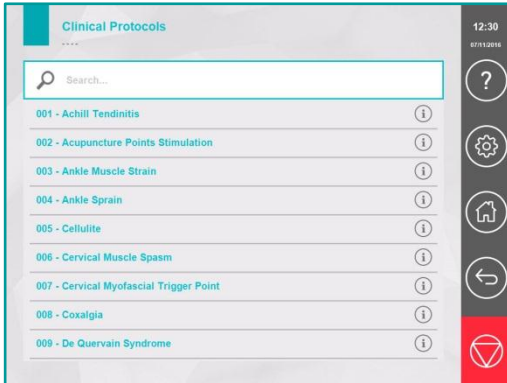 Clinical Protocols
12:30
07/11/2016
Search...
?
001 - Achill Tendinitis
002 - Acupuncture Points Stimulation
003 - Ankle Muscle Strain
004 - Ankle Sprain
005 - Cellulite
006 - Cervical Muscle Spasm
007 - Cervical Myofascial Trigger Point
008 - Coxalgia
009 - De Quervain Syndrome